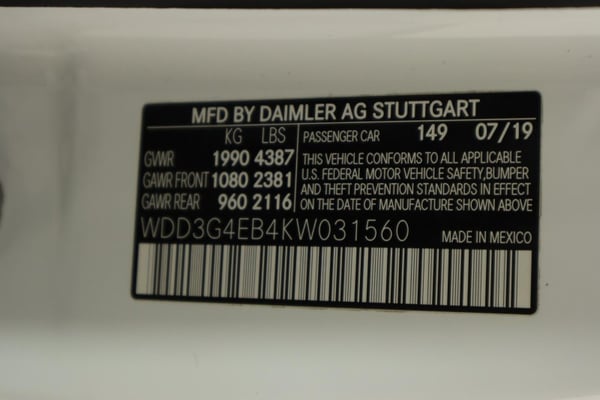 MFD BY DAIMLER AG STUTTGART
KG LBS
GVWR 1990 4387
GAWR FRONT 1080 2381
GAWR REAR 960 2116
PASSENGER CAR 149 07/19
THIS VEHICLE CONFORMS TO ALL APPLICABLE
U.S. FEDERAL MOTOR VEHICLE SAFETY,BUMPER
AND THEFT PREVENTION STANDARDS IN EFFECT
ON THE DATE OF MANUFACTURE SHOWN ABOVE
WDD3G4EB4KW031560 MADE IN MEXICO